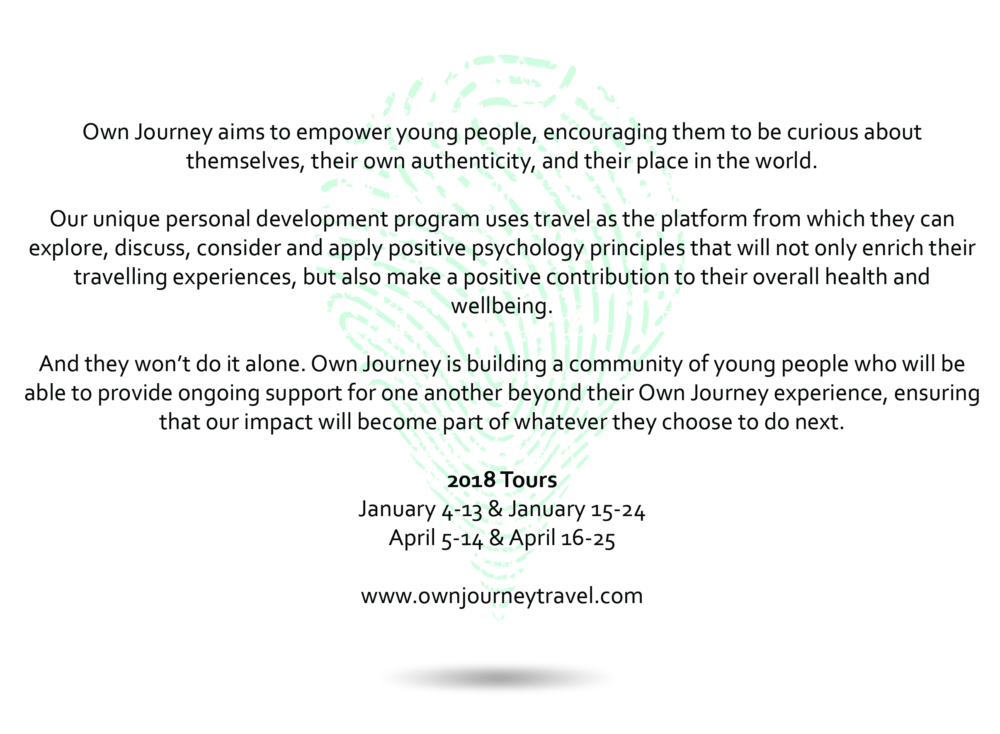 Own Journey aims to empower young people, encouraging them to be curious about
themselves, their own authenticity, and their place in the world.
Our unique personal development program uses travel as the platform from which they can
explore, discuss, consider and apply positive psychology principles that will not only enrich their
travelling experiences, but also make a positive contribution to their overall health and
wellbeing.
And they won’t do it alone. Own Journey is building a community of young people who will be
able to provide ongoing support for one another beyond their Own Journey experience, ensuring
that our impact will become part of whatever they choose to do next.
2018 Tours
January 4-13 & January 15-24
April 5-14 & April 16-25
www.ownjourneytravel.com